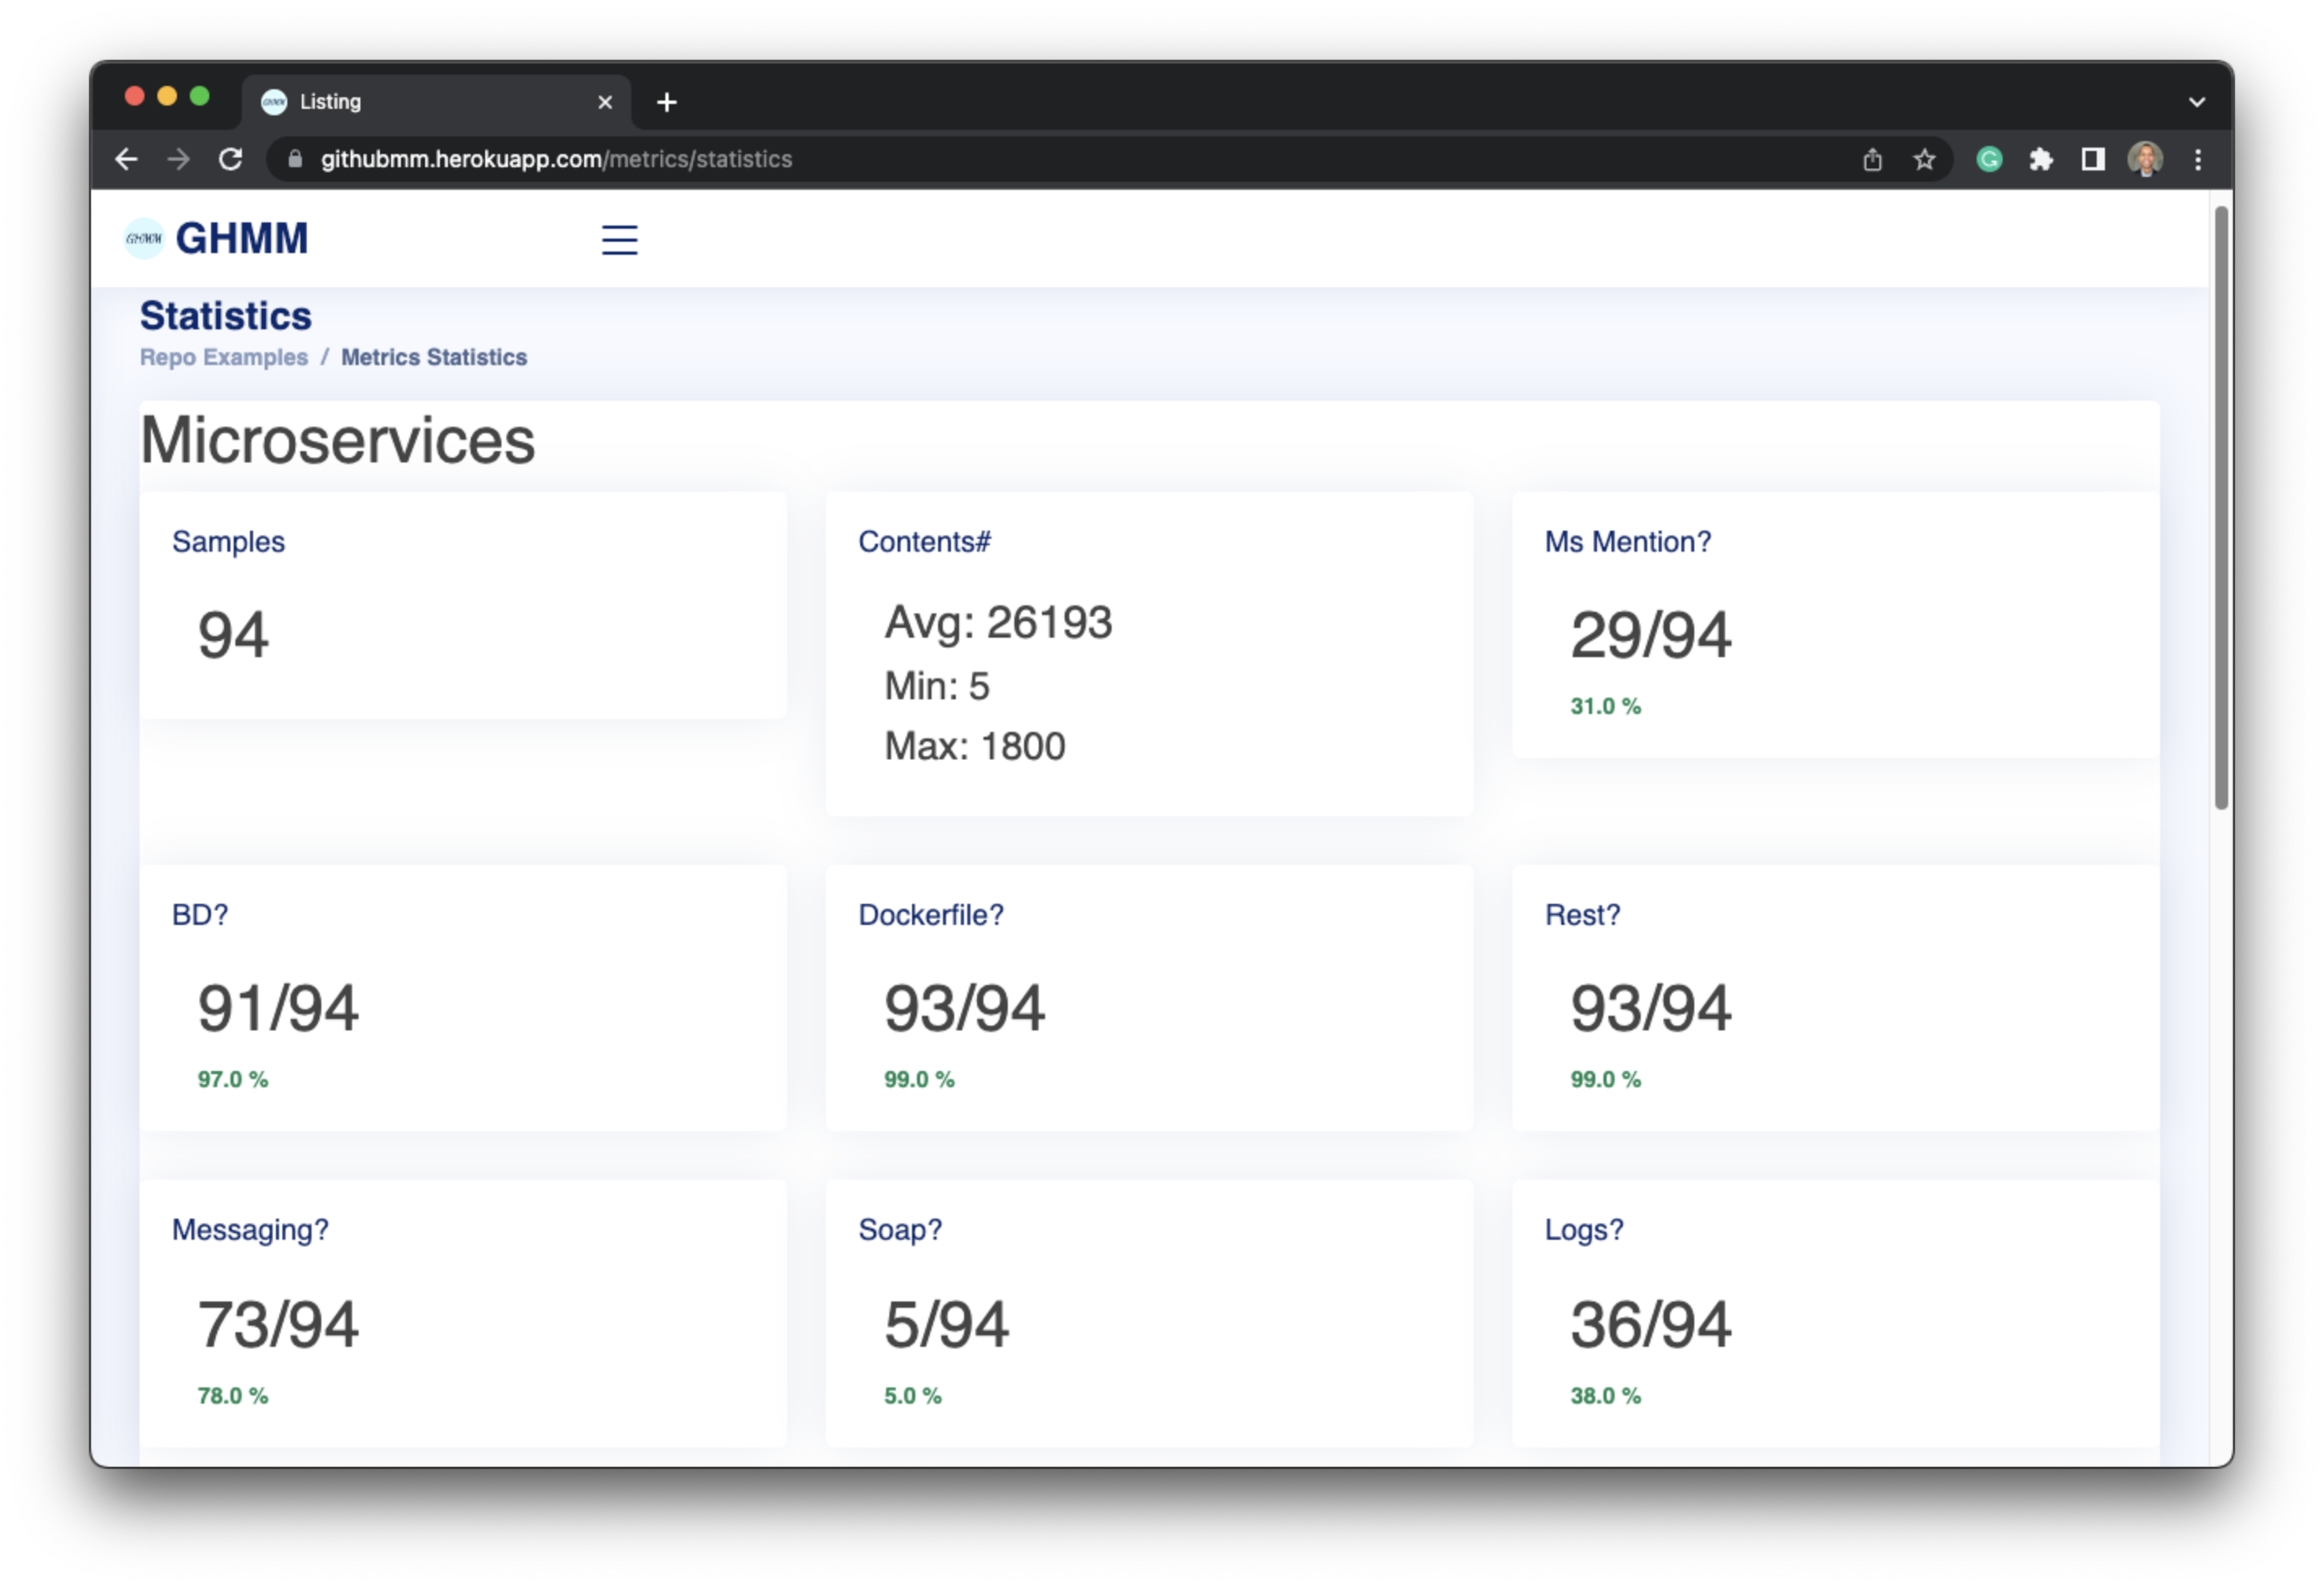 Listing
githubmm.herokuapp.com/metrics/statistics
GHMM GHMM
Statistics
Repo Examples / Metrics Statistics
Microservices
Samples
94
Contents#
Avg: 26193
Min: 5
Max: 1800
Ms Mention?
29/94
31.0 %
BD?
91/94
97.0 %
Dockerfile?
93/94
99.0 %
Rest?
93/94
99.0 %
Messaging?
73/94
78.0 %
Soap?
5/94
5.0 %
Logs?
36/94
38.0 %